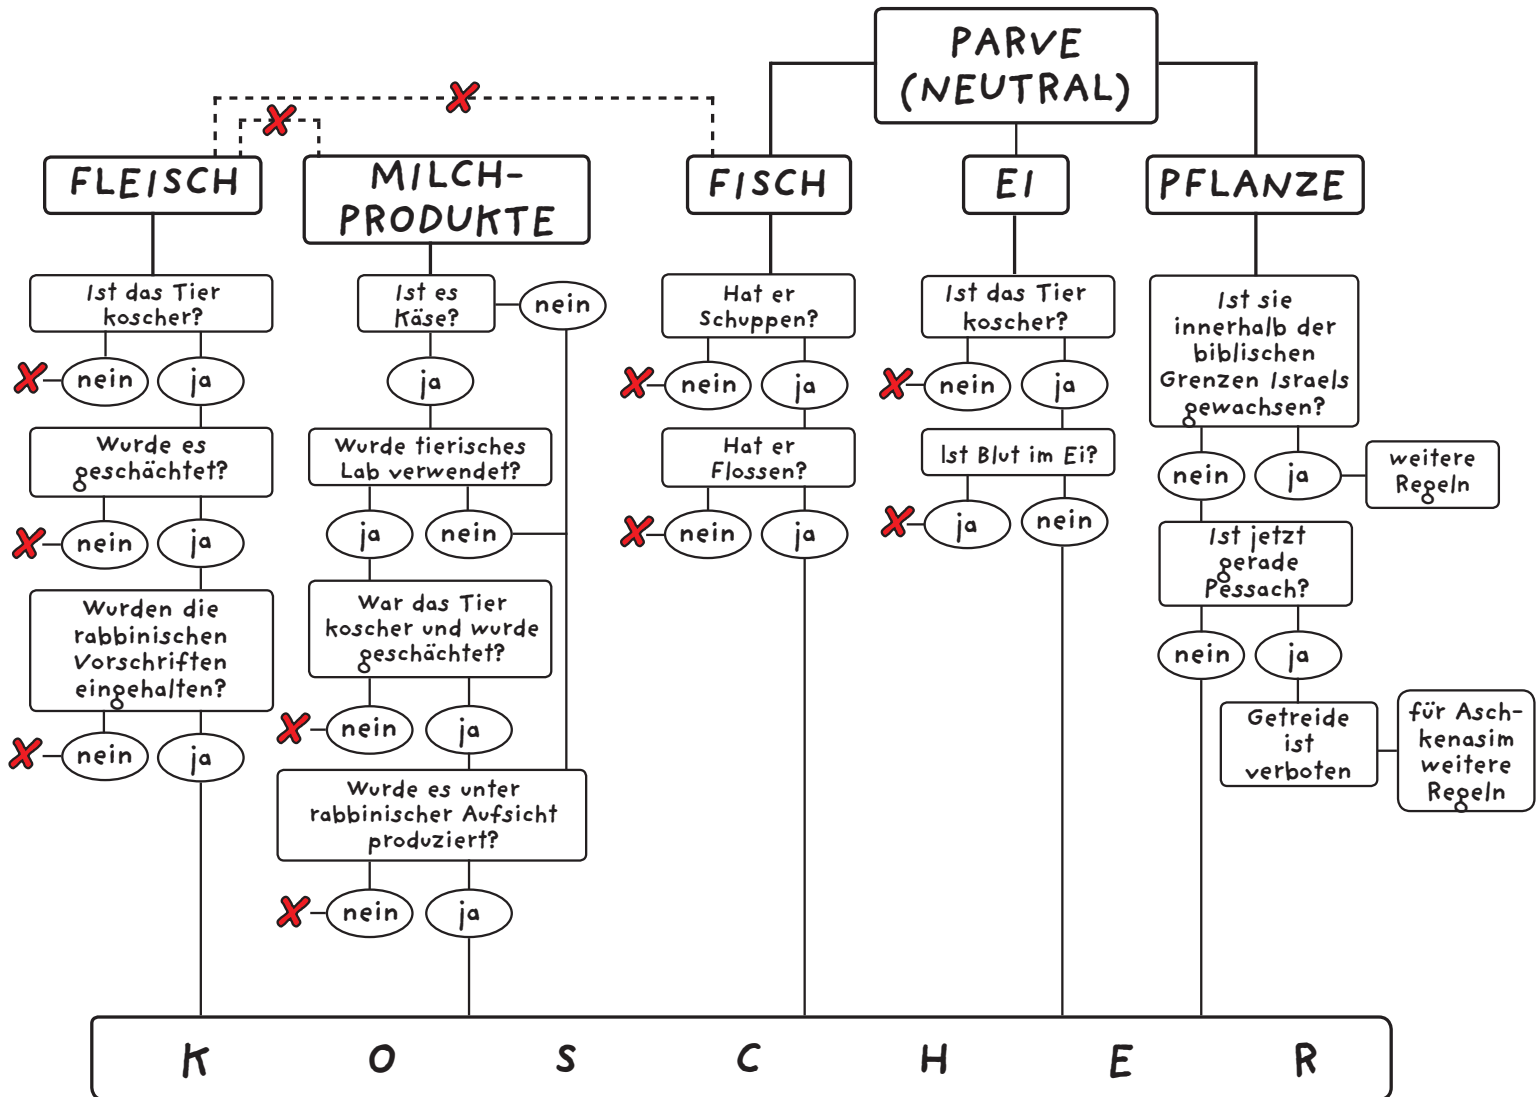 PARVE
(NEUTRAL)
FLEISCH
MILCH-
PRODUKTE
FISCH
EI
PFLANZE
Ist das Tier
koscher?
nein
ja
Wurde es
geschächtet?
nein
ja
Wurden die
rabbinischen
Vorschriften
eingehalten?
nein
ja
Ist es
Käse?
nein
ja
Wurde tierisches
Lab verwendet?
ja
nein
War das Tier
koscher und wurde
geschächtet?
nein
ja
Wurde es unter
rabbinischer Aufsicht
produziert?
nein
ja
Hat er
Schuppen?
nein
ja
Hat er
Flossen?
nein
ja
Ist das Tier
koscher?
nein
ja
Ist Blut im Ei?
ja
nein
Ist sie
innerhalb der
biblischen
Grenzen Israels
gewachsen?
nein
ja
weitere
Regeln
Ist jetzt
gerade
Pessach?
nein
ja
Getreide
ist
verboten
für Asch-
kenasim
weitere
Regeln
KOSCHER